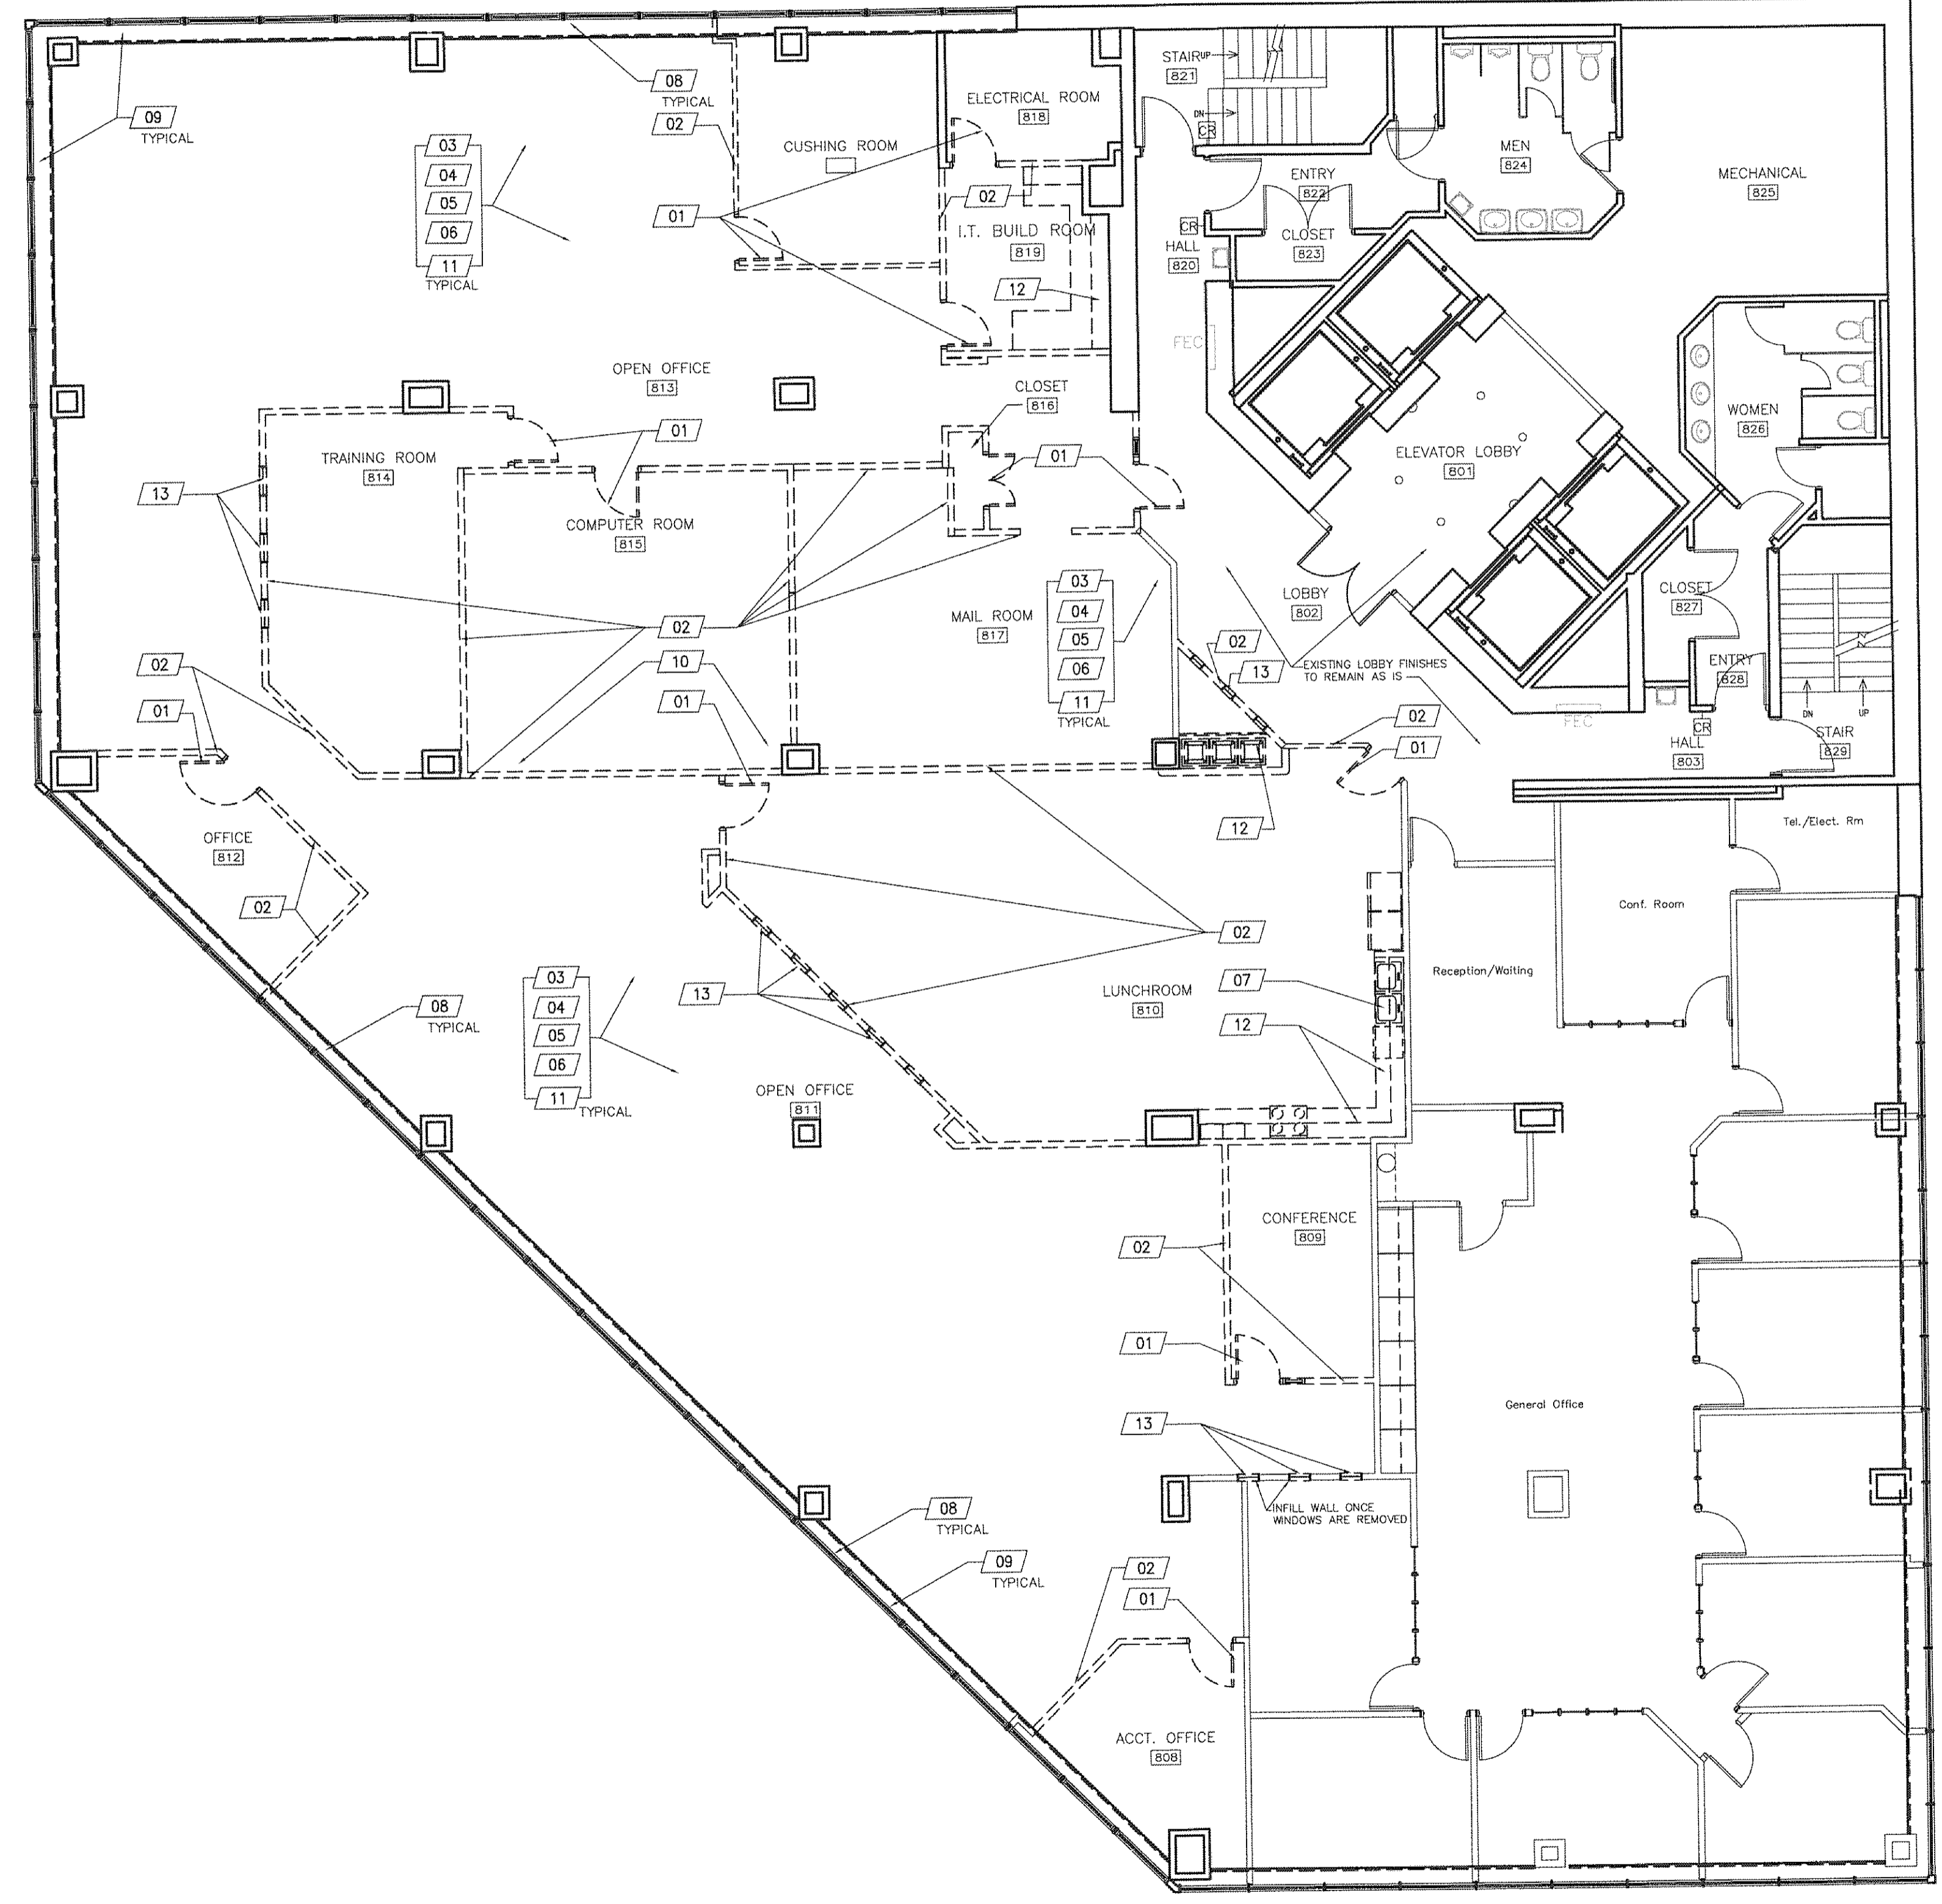 STAIR
UP
821
DN
CR
08
TYPICAL
09
TYPICAL
02
ELECTRICAL ROOM
818
CUSHING ROOM
MEN
824
MECHANICAL
825
03
04
05
06
11
TYPICAL
ENTRY
822
01
02
I.T. BUILD ROOM
819
CR
HALL
820
CLOSET
823
12
FEC
OPEN OFFICE
813
CLOSET
816
WOMEN
826
01
TRAINING ROOM
814
01
ELEVATOR LOBBY
801
13
COMPUTER ROOM
815
03
04
05
06
11
TYPICAL
LOBBY
802
CLOSET
827
MAIL ROOM
817
02
02
13
EXISTING LOBBY FINISHES
TO REMAIN AS IS
ENTRY
828
02
10
01
01
02
01
FEC
CR
HALL
803
DN
UP
STAIR
829
12
Tel./Elect. Rm
OFFICE
812
02
Conf. Room
02
03
04
05
06
11
TYPICAL
08
TYPICAL
13
LUNCHROOM
810
07
12
Reception/Waiting
OPEN OFFICE
811
CONFERENCE
809
02
01
General Office
13
INFILL WALL ONCE
WINDOWS ARE REMOVED
08
TYPICAL
09
TYPICAL
02
01
ACCT. OFFICE
808